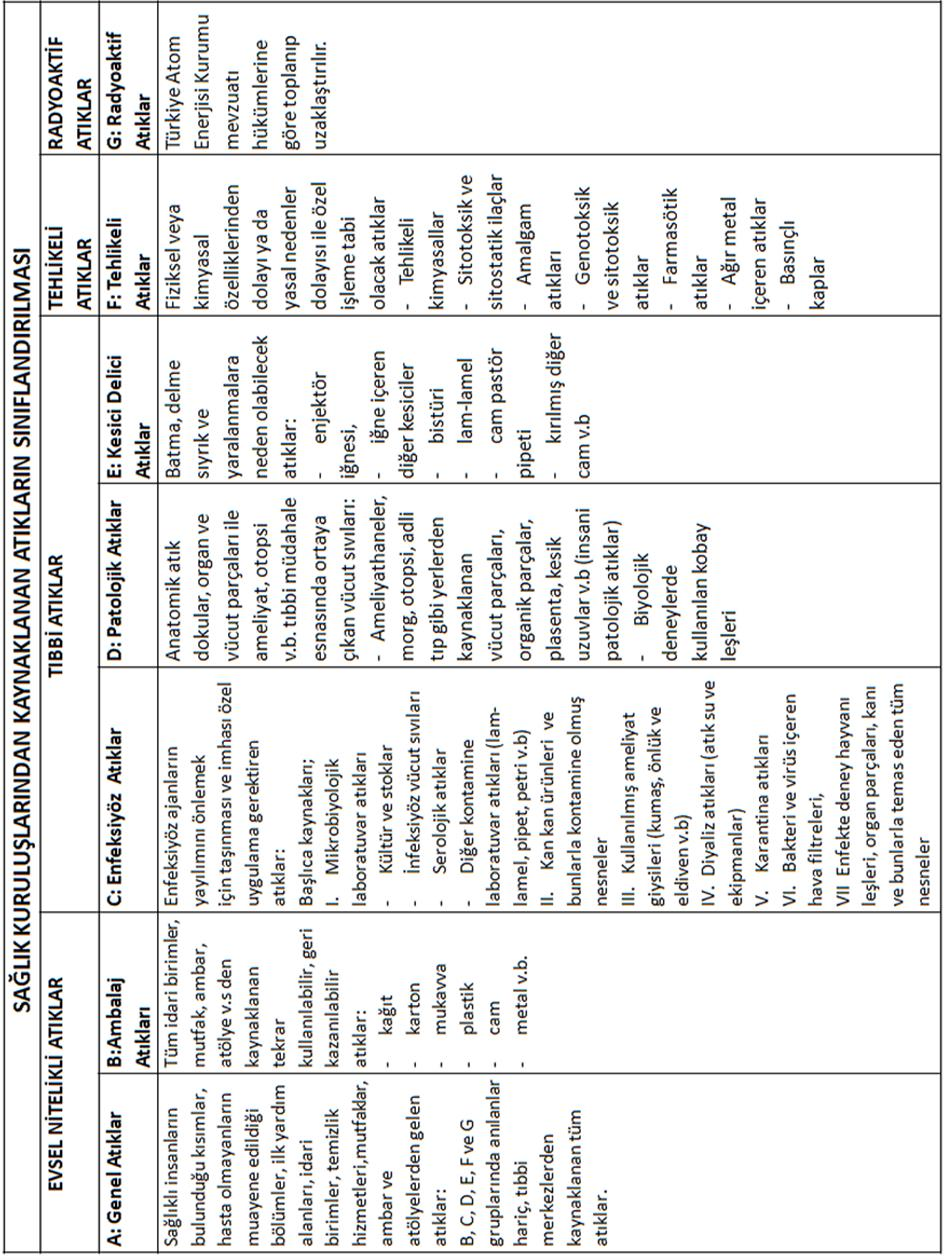 SAĞLIK KURULUŞLARINDAN KAYNAKLANAN ATIKLARIN SINIFLANDIRILMASI
EVSEL NİTELİKLİ ATIKLAR
TIBBİ ATIKLAR
TEHLİKELİ
ATIKLAR
RADYOAKTİF
ATIKLAR
A: Genel Atıklar
B:Ambalaj
Atıkları
C: Enfeksiyöz Atıklar
D: Patolojik Atıklar
E: Kesici Delici
Atıklar
F: Tehlikeli
Atıklar
G: Radyoaktif
Atıklar
Sağlıklı insanların
bulunduğu kısımlar,
hasta olmayanların
muayene edildiği
bölümler, ilk yardım
alanları, idari
birimler, temizlik
hizmetleri,mutfaklar,
ambar ve
atölyelerden gelen
atıklar:
B, C, D, E, F ve G
gruplarında anılanlar
hariç, tıbbi
merkezlerden
kaynaklanan tüm
atıklar.
Tüm idari birimler,
mutfak, ambar,
atölye v.s den
kaynaklanan
tekrar
kullanılabilir, geri
kazanılabilir
atıklar:
- kağıt
- karton
- mukavva
- plastik
- cam
- metal v.b.
Enfeksiyöz ajanların
yayılımını önlemek
için taşınması ve imhası özel
uygulama gerektiren
atıklar:
Başlıca kaynakları;
I. Mikrobiyolojik
laboratuvar atıkları
- Kültür ve stoklar
- İnfeksiyöz vücut sıvıları
- Serolojik atıklar
- Diğer kontamine
laboratuvar atıkları (lam-
lamel, pipet, petri v.b)
II. Kan kan ürünleri ve
bunlarla kontamine olmuş
nesneler
III. Kullanılmış ameliyat
giysileri (kumaş, önlük ve
eldiven v.b)
IV. Diyaliz atıkları (atık su ve
ekipmanlar)
V. Karantina atıkları
VI. Bakteri ve virüs içeren
hava filtreleri,
VII Enfekte deney hayvanı
leşleri, organ parçaları, kanı
ve bunlarla temas eden tüm
nesneler
Anatomik atık
dokular, organ ve
vücut parçaları ile
ameliyat, otopsi
v.b. tıbbi müdahale
esnasında ortaya
çıkan vücut sıvıları:
- Ameliyathaneler,
morg, otopsi, adli
tıp gibi yerlerden
kaynaklanan
vücut parçaları,
organik parçalar,
plasenta, kesik
uzuvlar v.b (insani
patolojik atıklar)
- Biyolojik
deneylerde
kullanılan kobay
leşleri
Batma, delme
sıyrık ve
yaralanmalara
neden olabilecek
atıklar:
- enjektör
iğnesi,
- iğne içeren
diğer kesiciler
- bistüri
- lam-lamel
- cam pastör
pipeti
- kırılmış diğer
cam v.b
Fiziksel veya
kimyasal
özelliklerinden
dolayı ya da
yasal nedenler
dolayısı ile özel
işleme tabi
olacak atıklar
- Tehlikeli
kimyasallar
- Sitotoksik ve
sitostatik ilaçlar
- Amalgam
atıkları
- Genotoksik
ve sitotoksik
atıklar
- Farmasötik
atıklar
- Ağır metal
içeren atıklar
- Basınçlı
kaplar
Türkiye Atom
Enerjisi Kurumu
mevzuatı
hükümlerine
göre toplanıp
uzaklaştırılır.